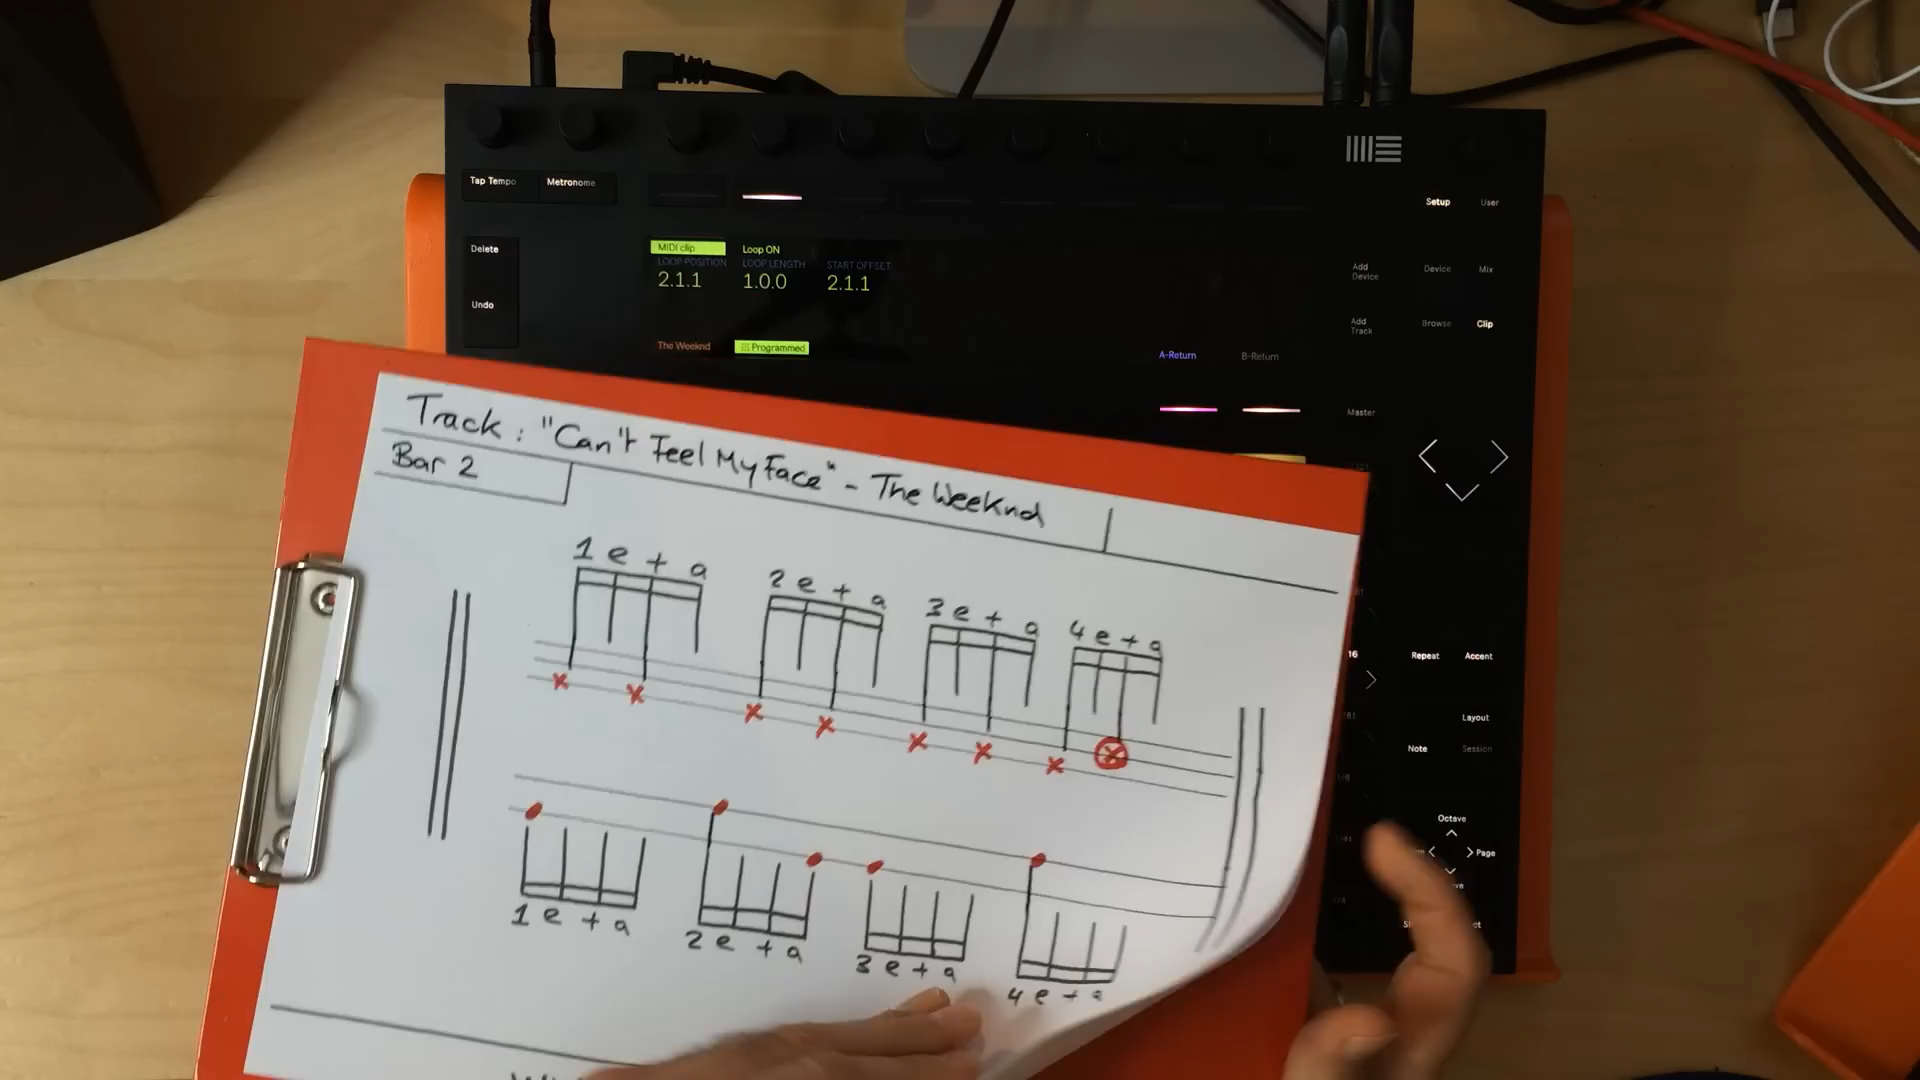 Tap Tempo Metronome
Setup User
Delete
MIDI clip Loop ON
LOOP POSITION LOOP LENGTH START OFFSET
2.1.1 1.0.0 2.1.1
Add Device
Device Mix
Undo
Add Track
Browse Clip
The Weeknd Programmed
A-Return B-Return
Master
Track: "Can't Feel My Face" - The Weeknd
Bar 2
1 e + a 2 e + a 3 e + a 4 e + a
16
Repeat Accent
Layout
Note Session
Octave
Page
1 e + a 2 e + a 3 e + a 4 e + a